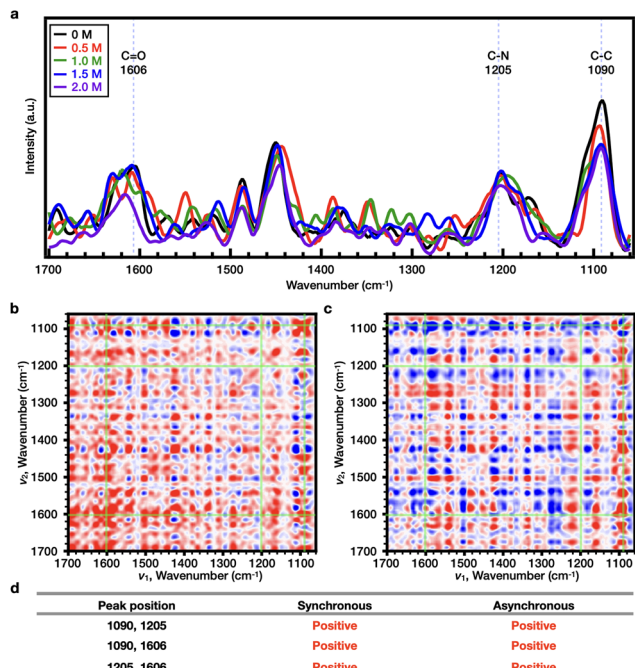 a
0 M
0.5 M
1.0 M
1.5 M
2.0 M
C=O
1606
C-N
1205
C-C
1090
Intensity (a.u.)
1700 1600 1500 1400 1300 1200 1100
Wavenumber (cm⁻¹)
b
1100
1200
1300
1400
1500
1600
1700
ν₂, Wavenumber (cm⁻¹)
1700 1600 1500 1400 1300 1200 1100
ν₁, Wavenumber (cm⁻¹)
c
1100
1200
1300
1400
1500
1600
1700
ν₂, Wavenumber (cm⁻¹)
1700 1600 1500 1400 1300 1200 1100
ν₁, Wavenumber (cm⁻¹)
d
Peak position Synchronous Asynchronous
1090, 1205 Positive Positive
1090, 1606 Positive Positive
1205, 1606 Positive Positive